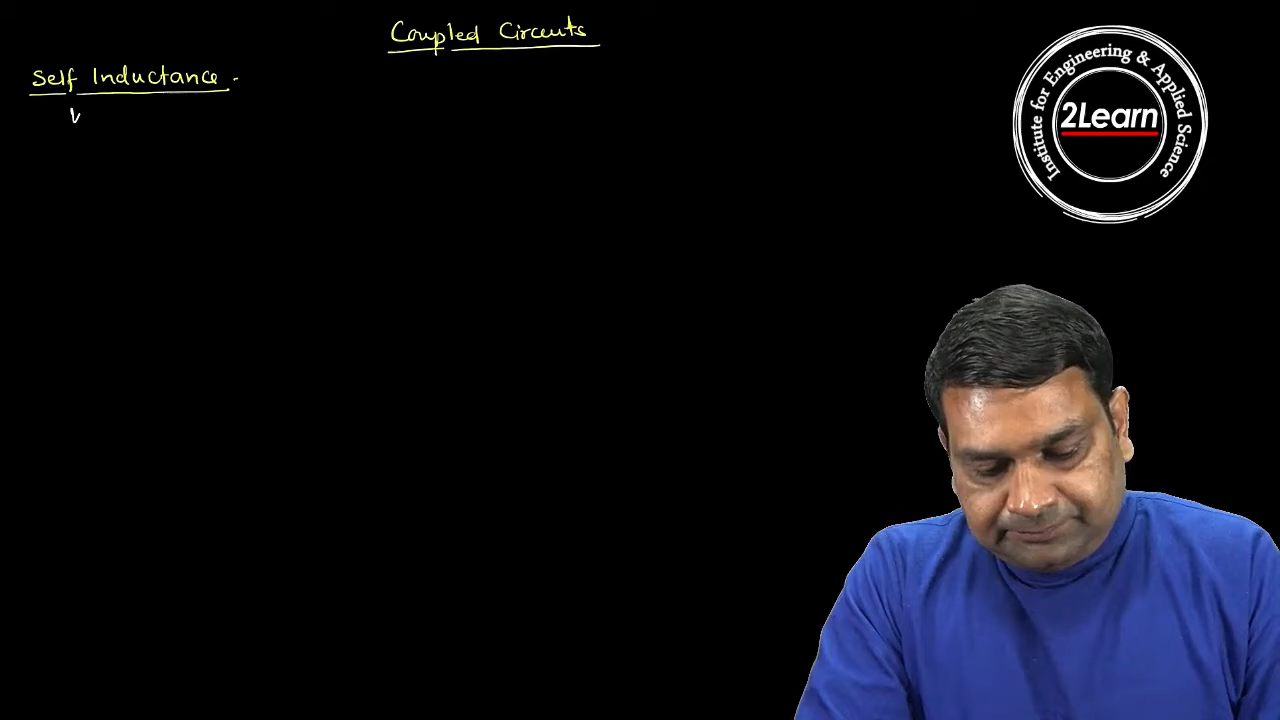 Coupled Circuits
Self Inductance -
Institute for Engineering & Applied Science
2Learn